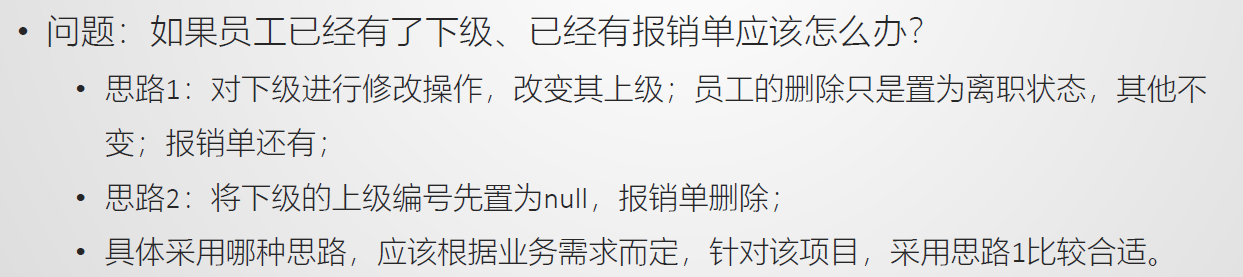 • 问题：如果员工已经有了下级、已经有报销单应该怎么办？
• 思路1：对下级进行修改操作，改变其上级；员工的删除只是置为离职状态，其他不
变；报销单还有；
• 思路2：将下级的上级编号先置为null，报销单删除；
• 具体采用哪种思路，应该根据业务需求而定，针对该项目，采用思路1比较合适。